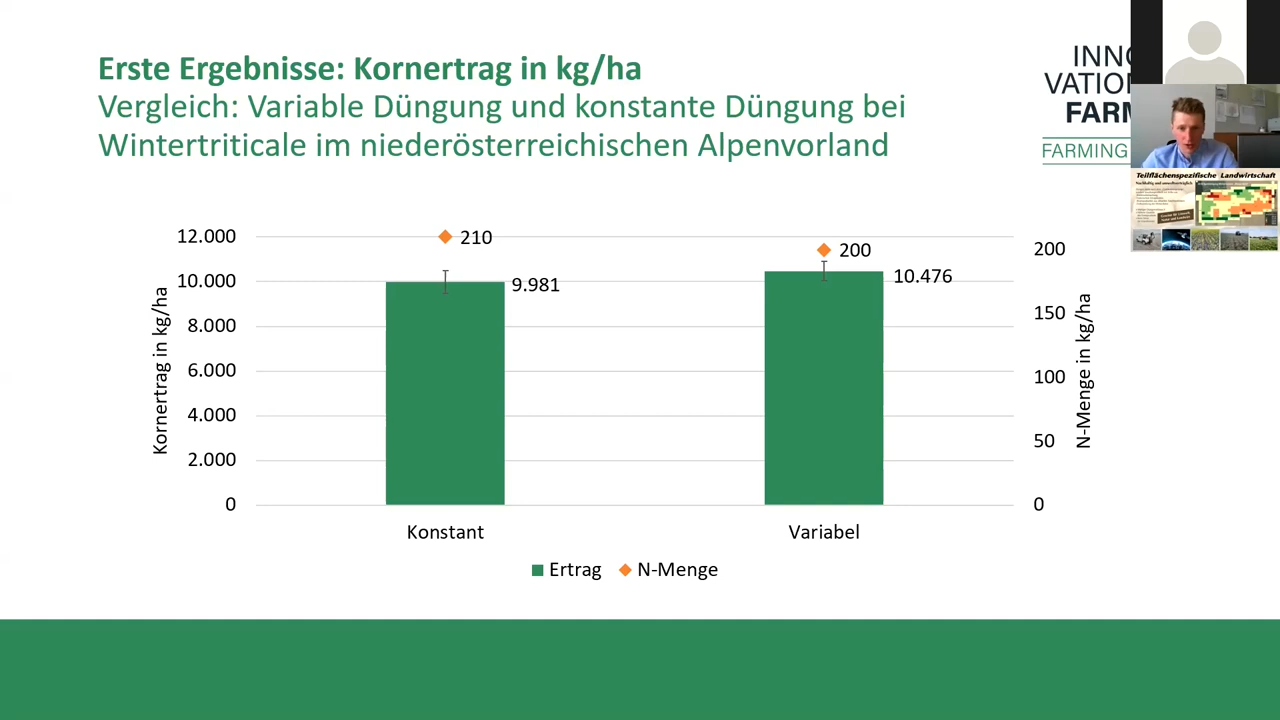 Erste Ergebnisse: Kornertrag in kg/ha
Vergleich: Variable Düngung und konstante Düngung bei
Wintertriticale im niederösterreichischen Alpenvorland
INNO
VATION
FARM
FARMING
Teilflächenspezifische Landwirtschaft
Nachhaltig und umweltverträglich
12.000
10.000
8.000
6.000
4.000
2.000
0
Kornertrag in kg/ha
210
9.981
200
10.476
200
150
100
50
0
N-Menge in kg/ha
Konstant
Variabel
Ertrag
N-Menge